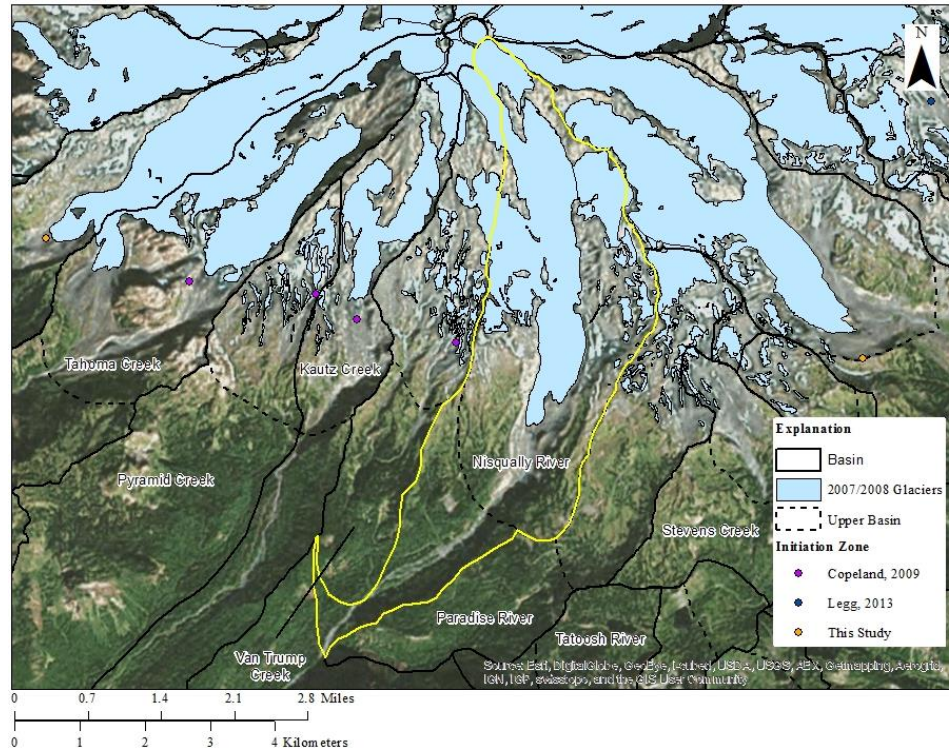 N
Tahoma Creek
Kautz Creek
Pyramid Creek
Nisqually River
Stevens Creek
Paradise River
Tatoosh River
Van Trump
Creek
Explanation
Basin
2007/2008 Glaciers
Upper Basin
Initiation Zone
Copeland, 2009
Legg, 2013
This Study
Source: Esri, DigitalGlobe, GeoEye, i-cubed, USDA, USGS, AEX, Getmapping, Aerogrid,
IGN, IGP, swisstopo, and the GIS User Community
0 0.7 1.4 2.1 2.8 Miles
0 1 2 3 4 Kilometers